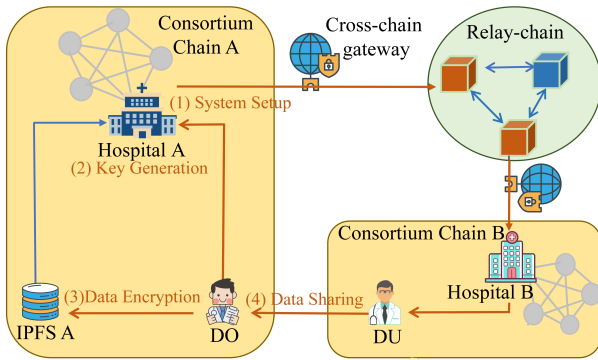 Consortium
Chain A
Cross-chain
gateway
Relay-chain
(1) System Setup
Hospital A
(2) Key Generation
Consortium Chain B
Hospital B
(3)Data Encryption
(4) Data Sharing
IPFS A
DO
DU